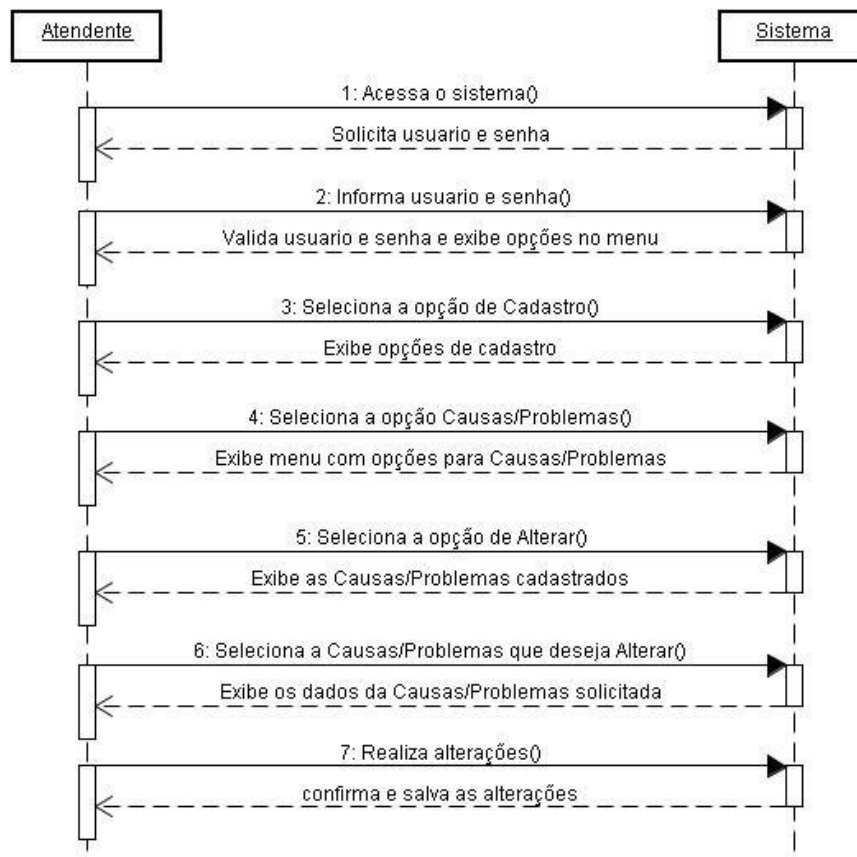 Atendente
Sistema
1: Acessa o sistema()
Solicita usuario e senha
2: Informa usuario e senha()
Valida usuario e senha e exibe opções no menu
3: Seleciona a opção de Cadastro()
Exibe opções de cadastro
4: Seleciona a opção Causas/Problemas()
Exibe menu com opções para Causas/Problemas
5: Seleciona a opção de Alterar()
Exibe as Causas/Problemas cadastrados
6: Seleciona a Causas/Problemas que deseja Alterar()
Exibe os dados da Causas/Problemas solicitada
7: Realiza alterações()
confirma e salva as alterações